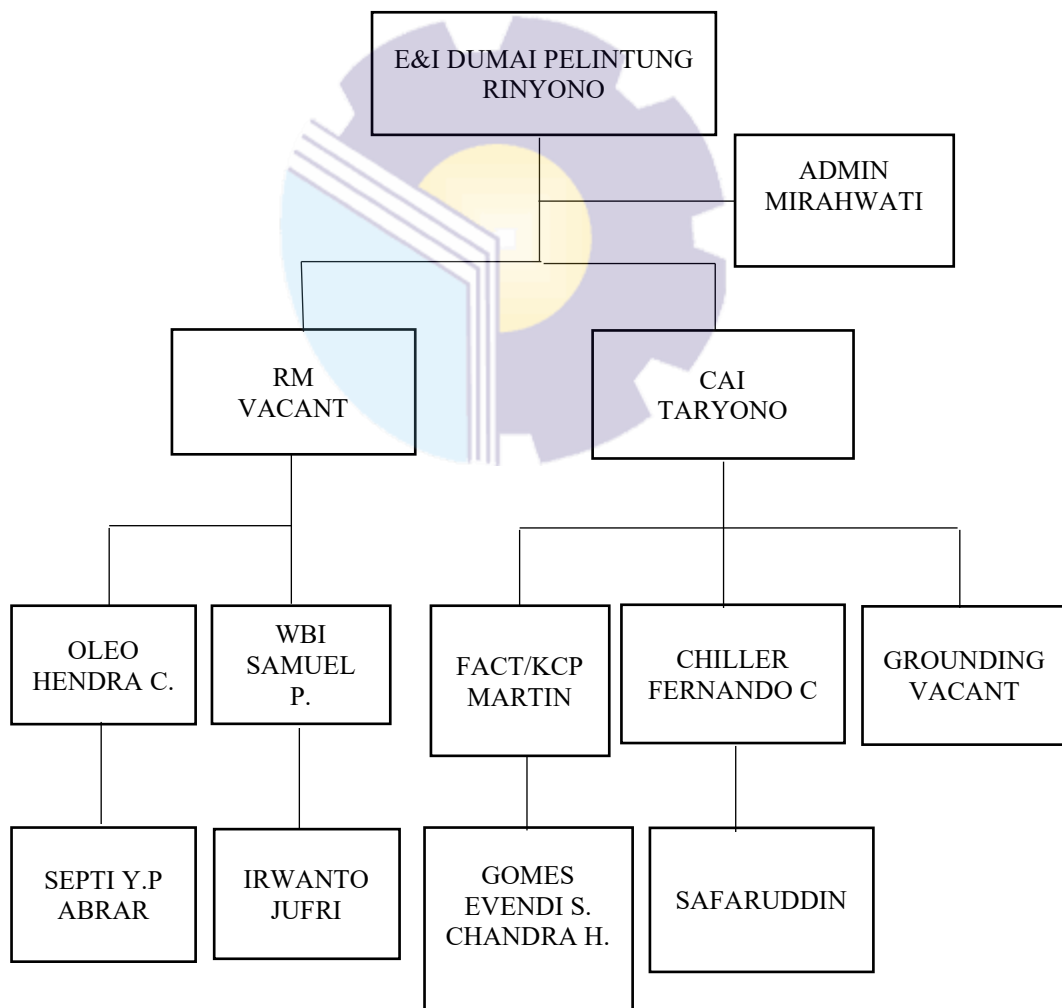 E&I DUMAI PELINTUNG
RINYONO
ADMIN
MIRAHWATI
RM
VACANT
CAI
TARYONO
OLEO
HENDRA C.
WBI
SAMUEL
P.
FACT/KCP
MARTIN
CHILLER
FERNANDO C
GROUNDING
VACANT
SEPTI Y.P
ABRAR
IRWANTO
JUFRI
GOMES
EVENDI S.
CHANDRA H.
SAFARUDDIN